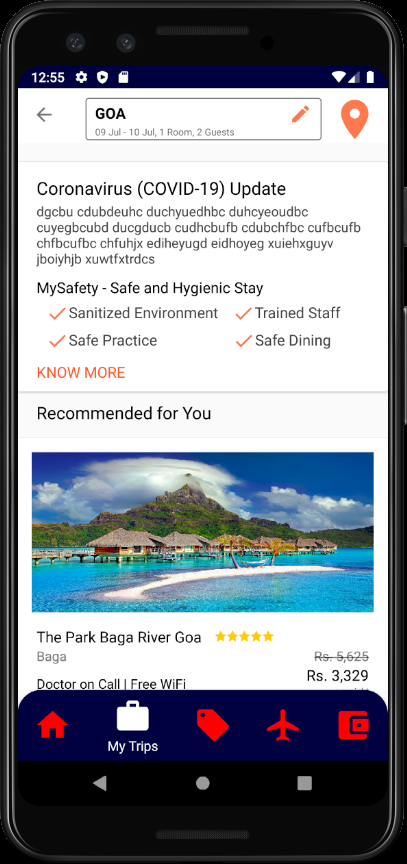 12:55
GOA
09 Jul - 10 Jul, 1 Room, 2 Guests
Coronavirus (COVID-19) Update
dgcbu cdubdeuhc duchyuedhbc duhcyeoudbc
cuyegbcubd ducgducb cudhcbufb cdubchfbc cufbcufb
chfbcufbc chfuhjx ediheyugd eidhoyeg xuiehxguyv
jboiyhjb xuwtfxtrdcs
MySafety - Safe and Hygienic Stay
Sanitized Environment Trained Staff
Safe Practice Safe Dining
KNOW MORE
Recommended for You
The Park Baga River Goa
Baga Rs. 5,625
Rs. 3,329
Doctor on Call | Free WiFi
My Trips